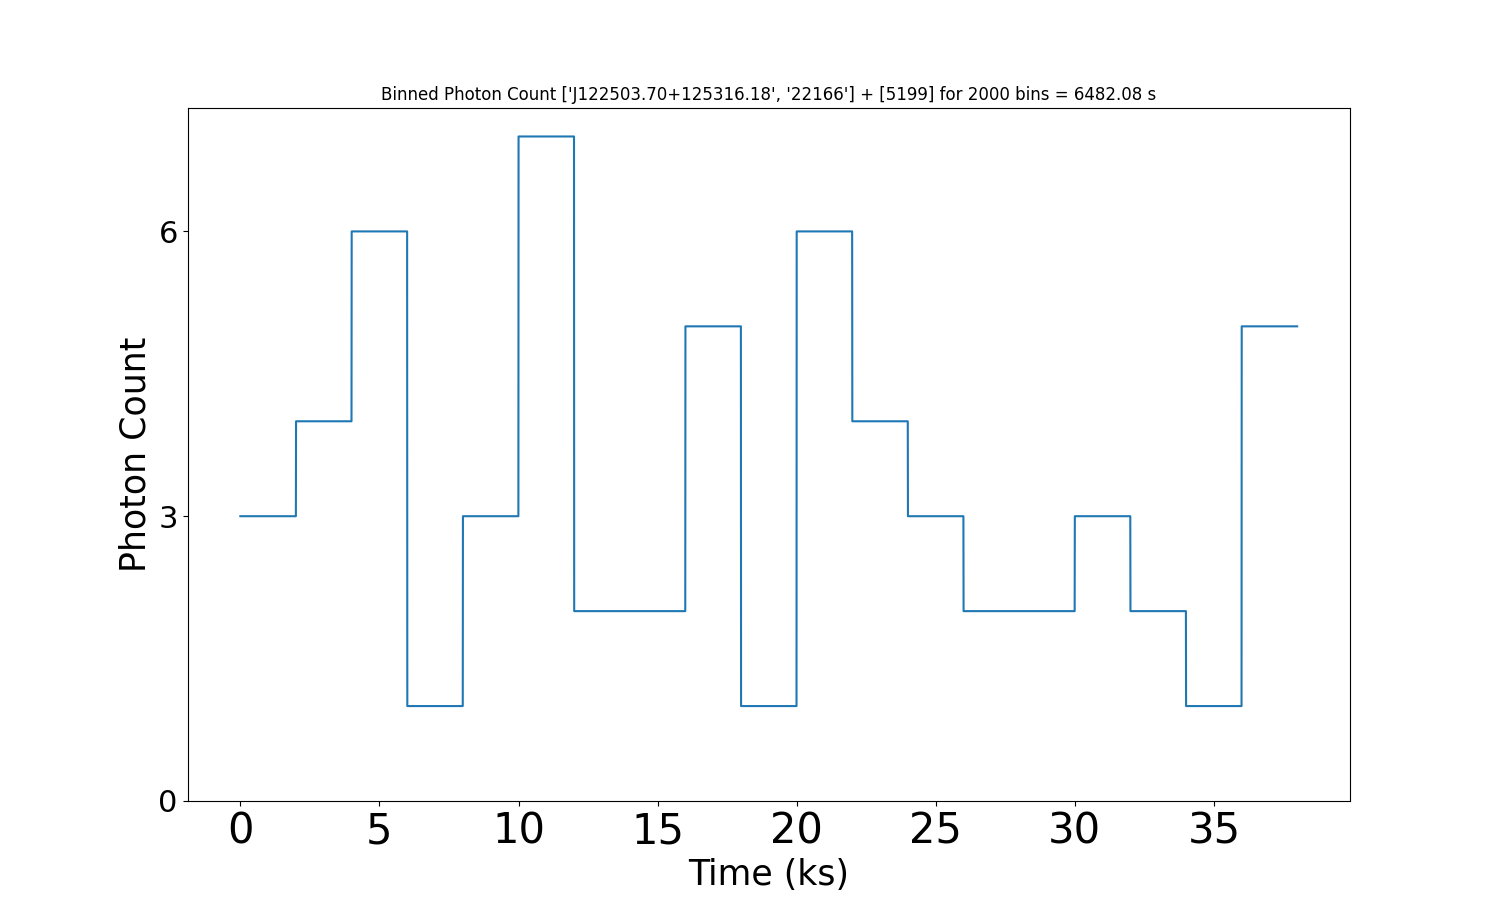 Binned Photon Count ['J122503.70+125316.18', '22166'] + [5199] for 2000 bins = 6482.08 s
Photon Count
6
3
0
0 5 10 15 20 25 30 35
Time (ks)